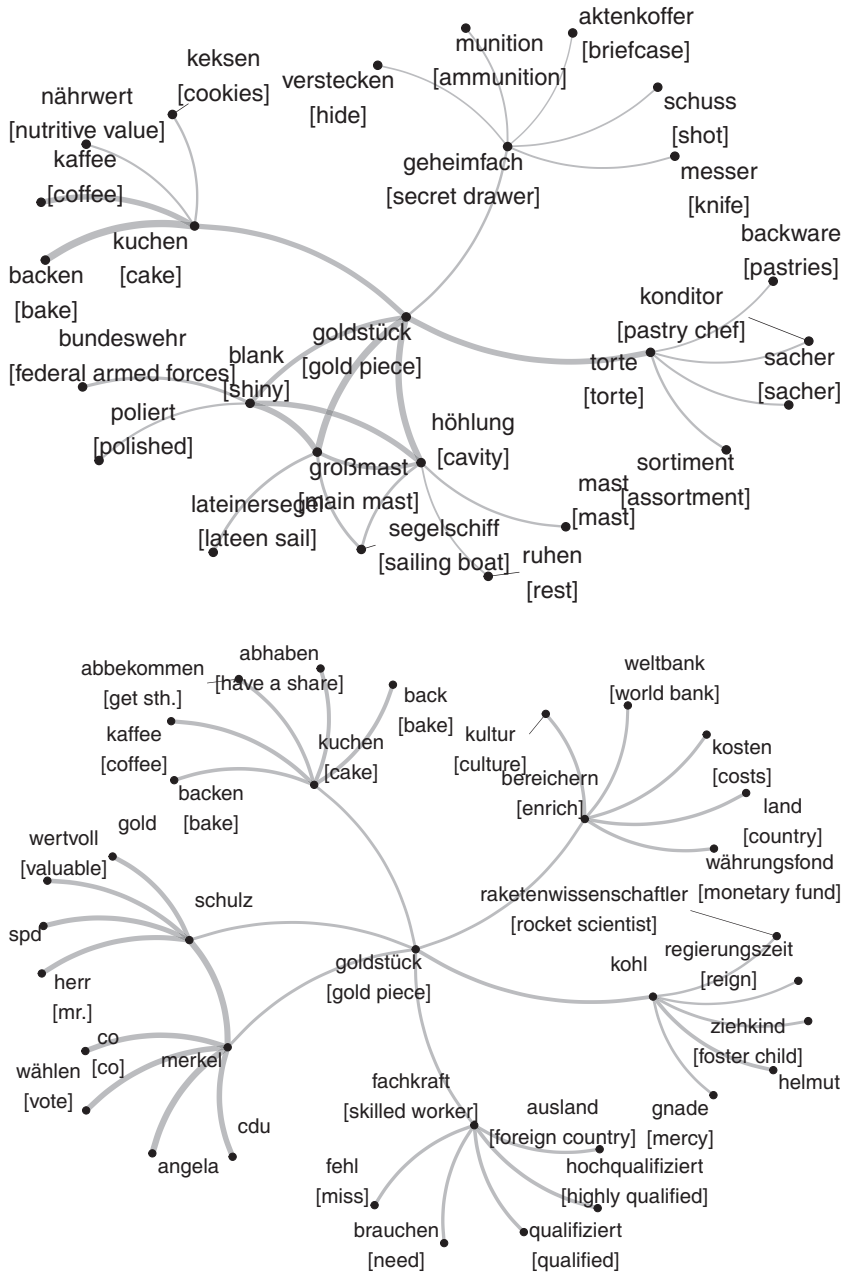 aktenkoffer
[briefcase]
munition
[ammunition]
keksen
[cookies]
verstecken
[hide]
nährwert
[nutritive value]
schuss
[shot]
kaffee
[coffee]
geheimfach
[secret drawer]
messer
[knife]
kuchen
[cake]
backen
[bake]
backware
[pastries]
konditor
[pastry chef]
bundeswehr
[federal armed forces]
blank
[shiny]
goldstück
[gold piece]
torte
[torte]
sacher
[sacher]
poliert
[polished]
höhlung
[cavity]
großmast
[main mast]
sortiment
[assortment]
mast
[mast]
lateinersegel
[lateen sail]
segelschiff
[sailing boat]
ruhen
[rest]
abbekommen
[get sth.]
abhaben
[have a share]
weltbank
[world bank]
back
[bake]
kaffee
[coffee]
kuchen
[cake]
kultur
[culture]
kosten
[costs]
bereichern
[enrich]
backen
[bake]
land
[country]
gold
wertvoll
[valuable]
währungsfond
[monetary fund]
schulz
raketenwissenschaftler
[rocket scientist]
spd
regierungszeit
[reign]
goldstück
[gold piece]
kohl
herr
[mr.]
ziehkind
[foster child]
co
[co]
merkel
wählen
[vote]
helmut
fachkraft
[skilled worker]
ausland
[foreign country]
gnade
[mercy]
cdu
angela
fehl
[miss]
hochqualifiziert
[highly qualified]
brauchen
[need]
qualifiziert
[qualified]